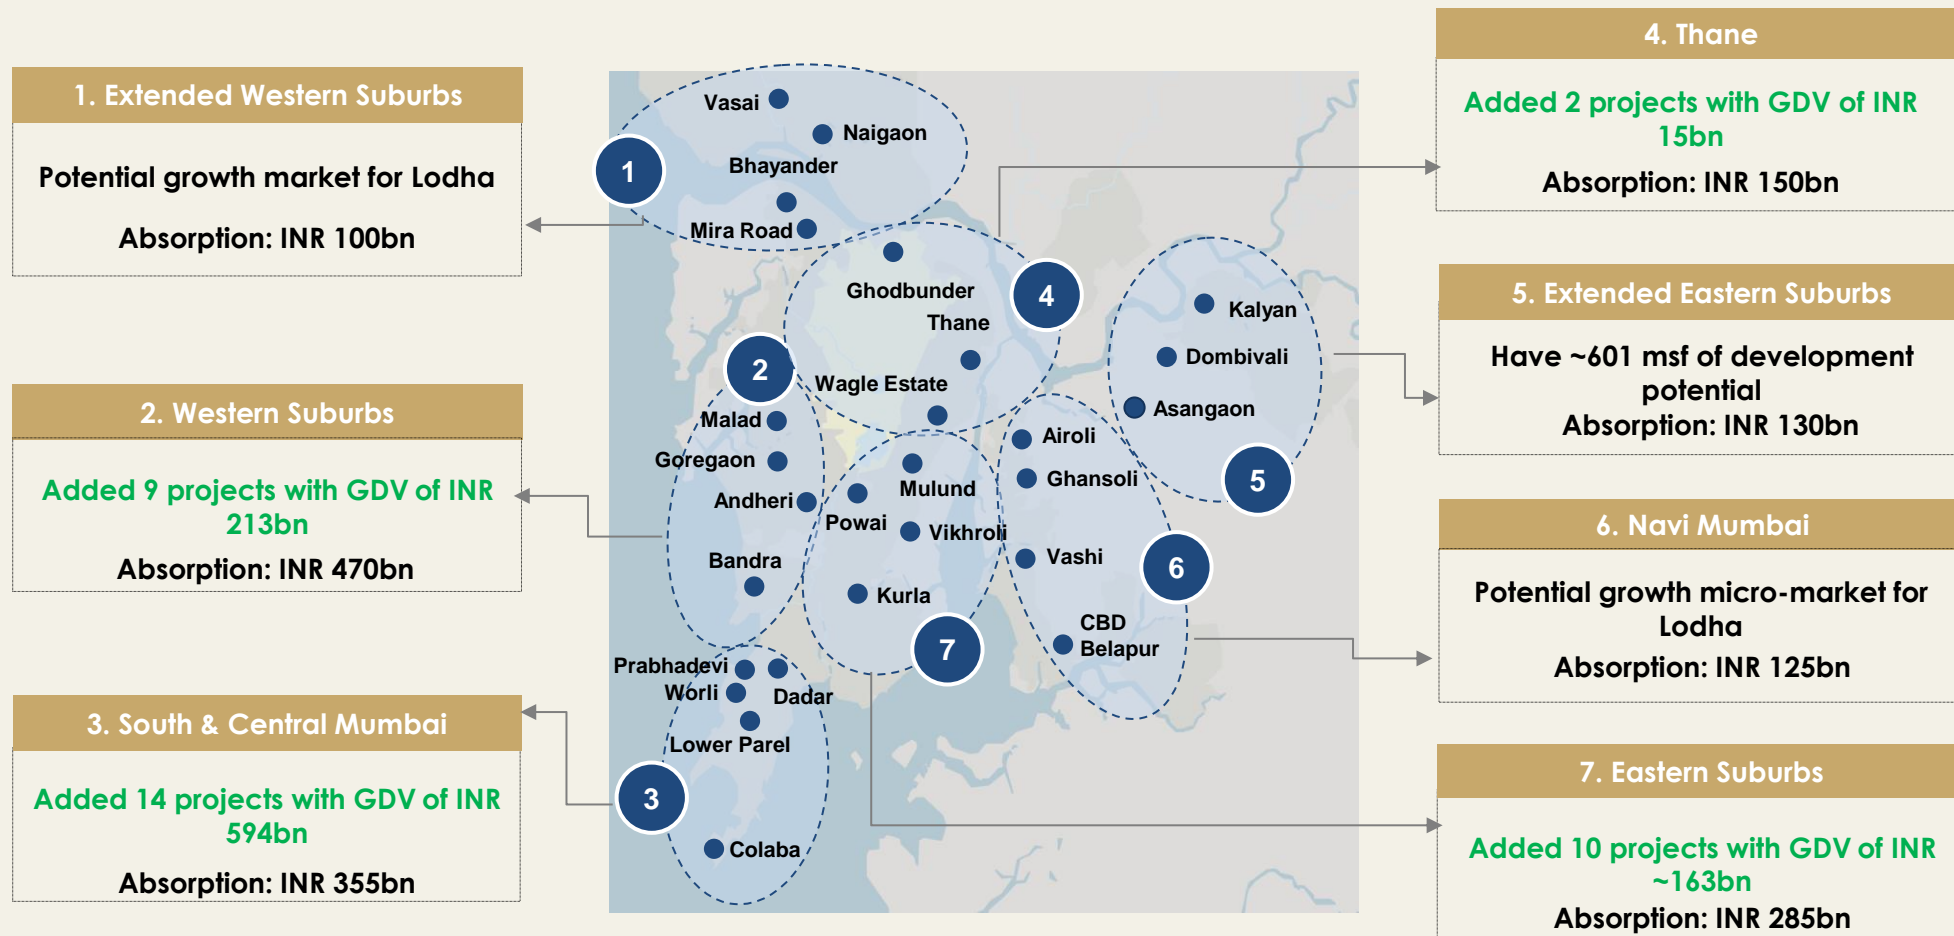 1. Extended Western Suburbs
Potential growth market for Lodha
Absorption: INR 100bn
2. Western Suburbs
Added 9 projects with GDV of INR
213bn
Absorption: INR 470bn
3. South & Central Mumbai
Added 14 projects with GDV of INR
594bn
Absorption: INR 355bn
Vasai
Naigaon
Bhayander
Mira Road
1
Ghodbunder
Thane
Wagle Estate
4
2
Malad
Goregaon
Andheri
Bandra
Mulund
Powai
Vikhroli
Kurla
7
Kalyan
Dombivali
Asangaon
5
Airoli
Ghansoli
Vashi
CBD
Belapur
6
Prabhadevi
Worli
Dadar
Lower Parel
3
Colaba
4. Thane
Added 2 projects with GDV of INR
15bn
Absorption: INR 150bn
5. Extended Eastern Suburbs
Have ~601 msf of development
potential
Absorption: INR 130bn
6. Navi Mumbai
Potential growth micro-market for
Lodha
Absorption: INR 125bn
7. Eastern Suburbs
Added 10 projects with GDV of INR
~163bn
Absorption: INR 285bn